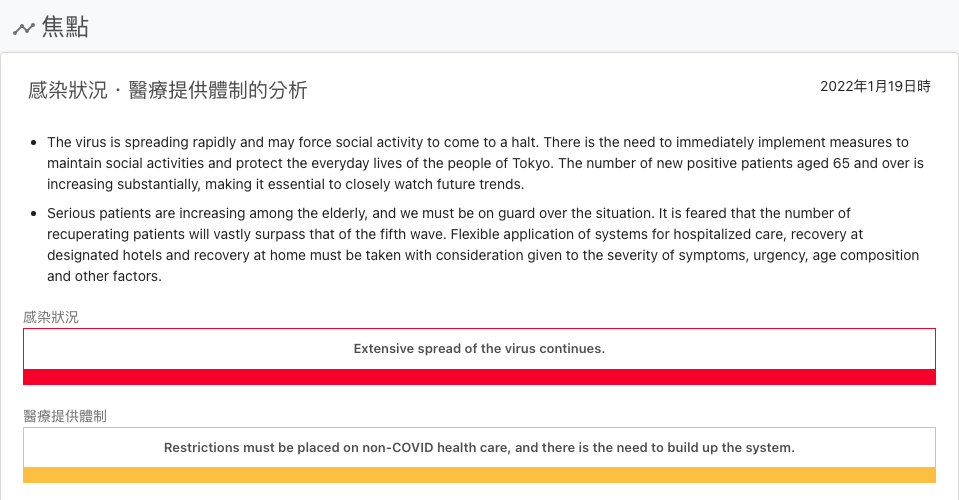 焦點
感染狀況・醫療提供體制的分析
2022年1月19日時
The virus is spreading rapidly and may force social activity to come to a halt. There is the need to immediately implement measures to
maintain social activities and protect the everyday lives of the people of Tokyo. The number of new positive patients aged 65 and over is
increasing substantially, making it essential to closely watch future trends.
Serious patients are increasing among the elderly, and we must be on guard over the situation. It is feared that the number of
recuperating patients will vastly surpass that of the fifth wave. Flexible application of systems for hospitalized care, recovery at
designated hotels and recovery at home must be taken with consideration given to the severity of symptoms, urgency, age composition
and other factors.
感染狀況
Extensive spread of the virus continues.
醫療提供體制
Restrictions must be placed on non-COVID health care, and there is the need to build up the system.